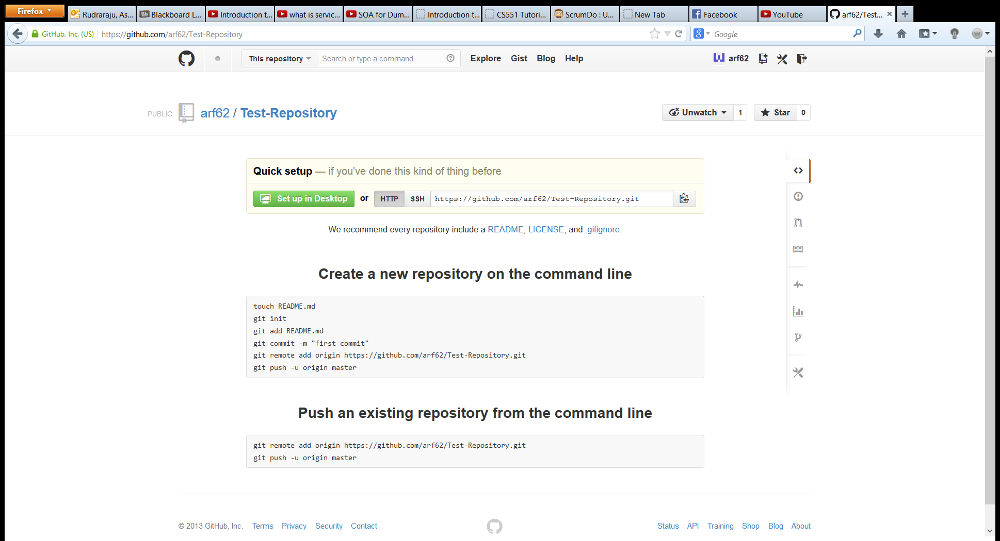 Firefox
Rudraraju, As...
Blackboard L...
Introduction t...
what is servic...
SOA for Dum...
Introduction t...
CS551 Tutori...
ScrumDo : U...
New Tab
Facebook
YouTube
arf62/Test...
GitHub, Inc. (US)
https://github.com/arf62/Test-Repository
Google
This repository
Search or type a command
Explore Gist Blog Help
arf62
PUBLIC arf62 / Test-Repository
Unwatch 1
Star 0
Quick setup — if you've done this kind of thing before
Set up in Desktop or HTTP SSH https://github.com/arf62/Test-Repository.git
We recommend every repository include a README, LICENSE, and .gitignore.
Create a new repository on the command line
touch README.md
git init
git add README.md
git commit -m "first commit"
git remote add origin https://github.com/arf62/Test-Repository.git
git push -u origin master
Push an existing repository from the command line
git remote add origin https://github.com/arf62/Test-Repository.git
git push -u origin master
© 2013 GitHub, Inc. Terms Privacy Security Contact
Status API Training Shop Blog About